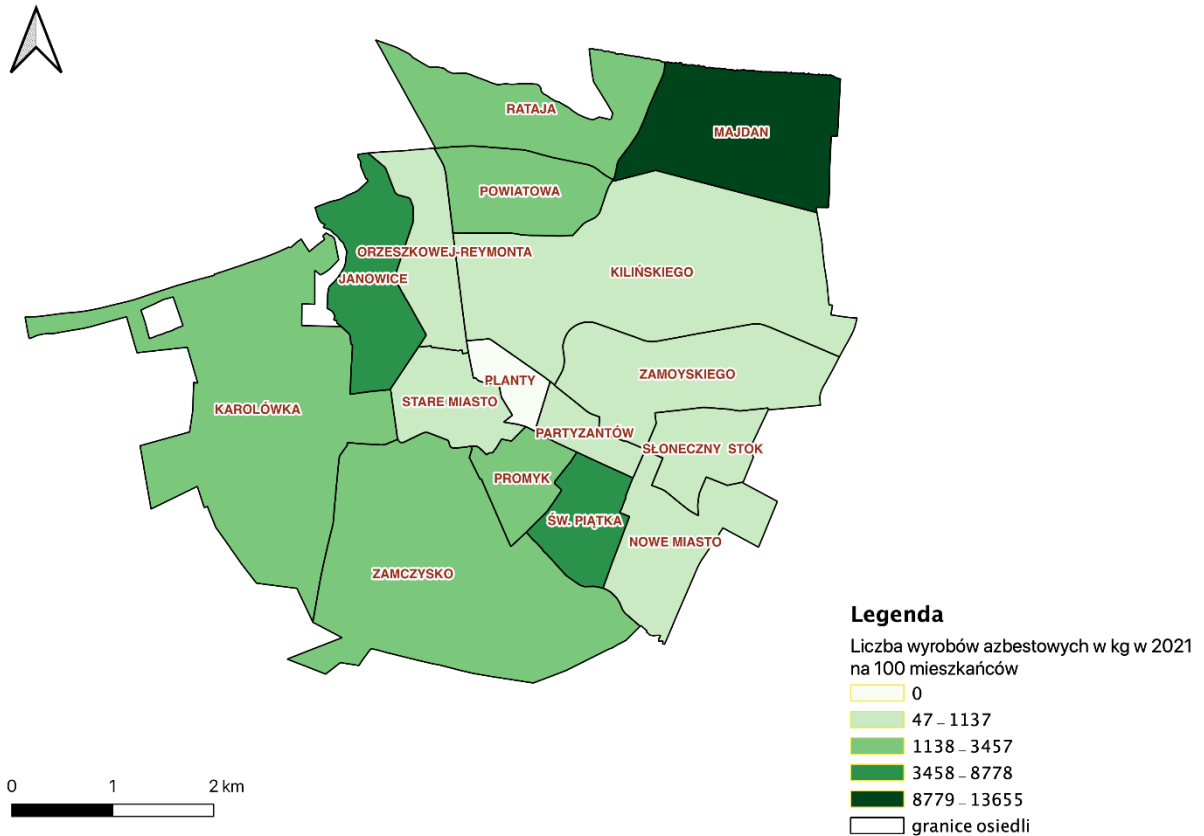 RATAJA
MAJDAN
POWIATOWA
ORZESZKOWEJ-REYMONTA
KILIŃSKIEGO
JANOWICE
ZAMOYSKIEGO
PLANTY
STARE MIASTO
KAROLÓWKA
PARTYZANTÓW
SŁONECZNY STOK
PROMYK
ŚW. PIĄTKA
NOWE MIASTO
ZAMCZYSKO
Legenda
Liczba wyrobów azbestowych w kg w 2021
na 100 mieszkańców
0
47 – 1137
1138 – 3457
3458 – 8778
8779 – 13655
granice osiedli
0 1 2 km